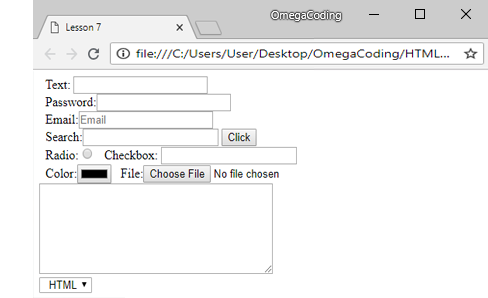 OmegaCoding
Lesson 7
file:///C:/Users/User/Desktop/OmegaCoding/HTML...
Text:
Password:
Email: Email
Search: Click
Radio: Checkbox:
Color: File: Choose File No file chosen
HTML